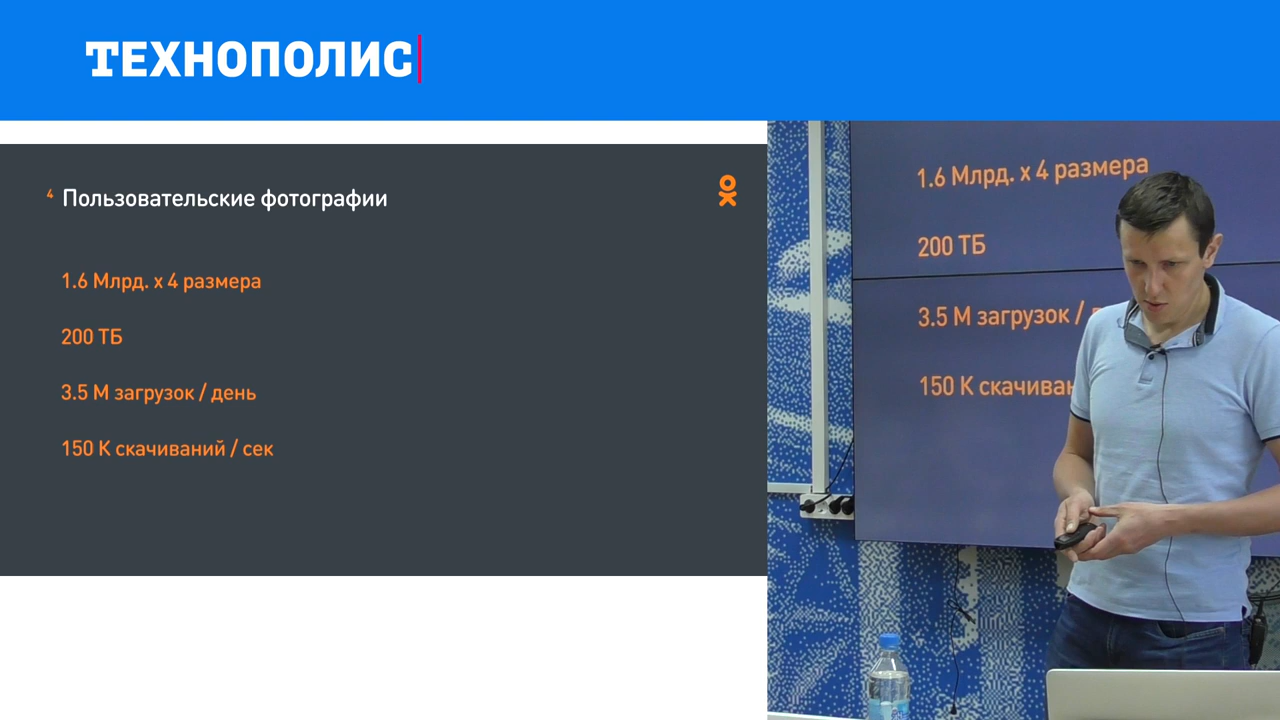 ТЕХНОПОЛИС
4 Пользовательские фотографии
1.6 Млрд. x 4 размера
200 ТБ
3.5 М загрузок / день
150 К скачиваний / сек
1.6 Млрд. x 4 размера
200 ТБ
3.5 М загрузок /
150 К скачиван